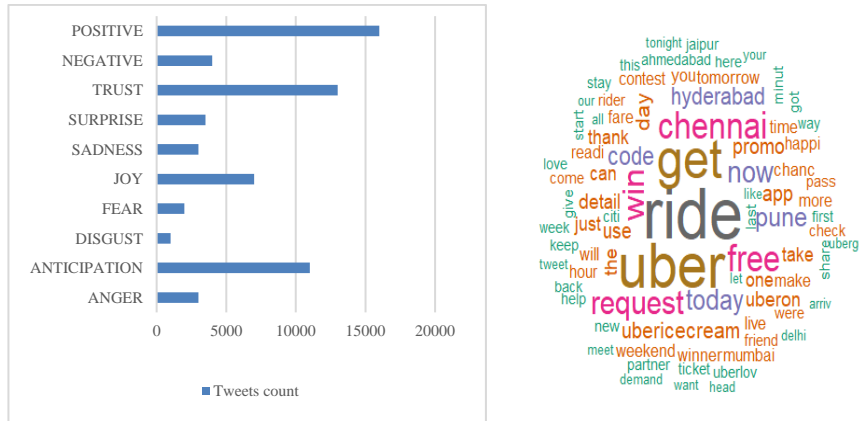 POSITIVE
NEGATIVE
TRUST
SURPRISE
SADNESS
JOY
FEAR
DISGUST
ANTICIPATION
ANGER
0 5000 10000 15000 20000
Tweets count
tonight jaipur
this ahmedabad here your
stay contest you tomorrow minut
our rider hyderabad got
start all fare day chennai time way
thank promo happi
readi code get now chanc
love come can win like app pass
give detail citi ride last more
week just use pune first
check
keep will the uber free take share uberg
tweet hour let one make
back request today uberon arriv
help were
new ubericecream live delhi
friend
meet weekend winner mumbai
partner ticket uberlov
demand want head